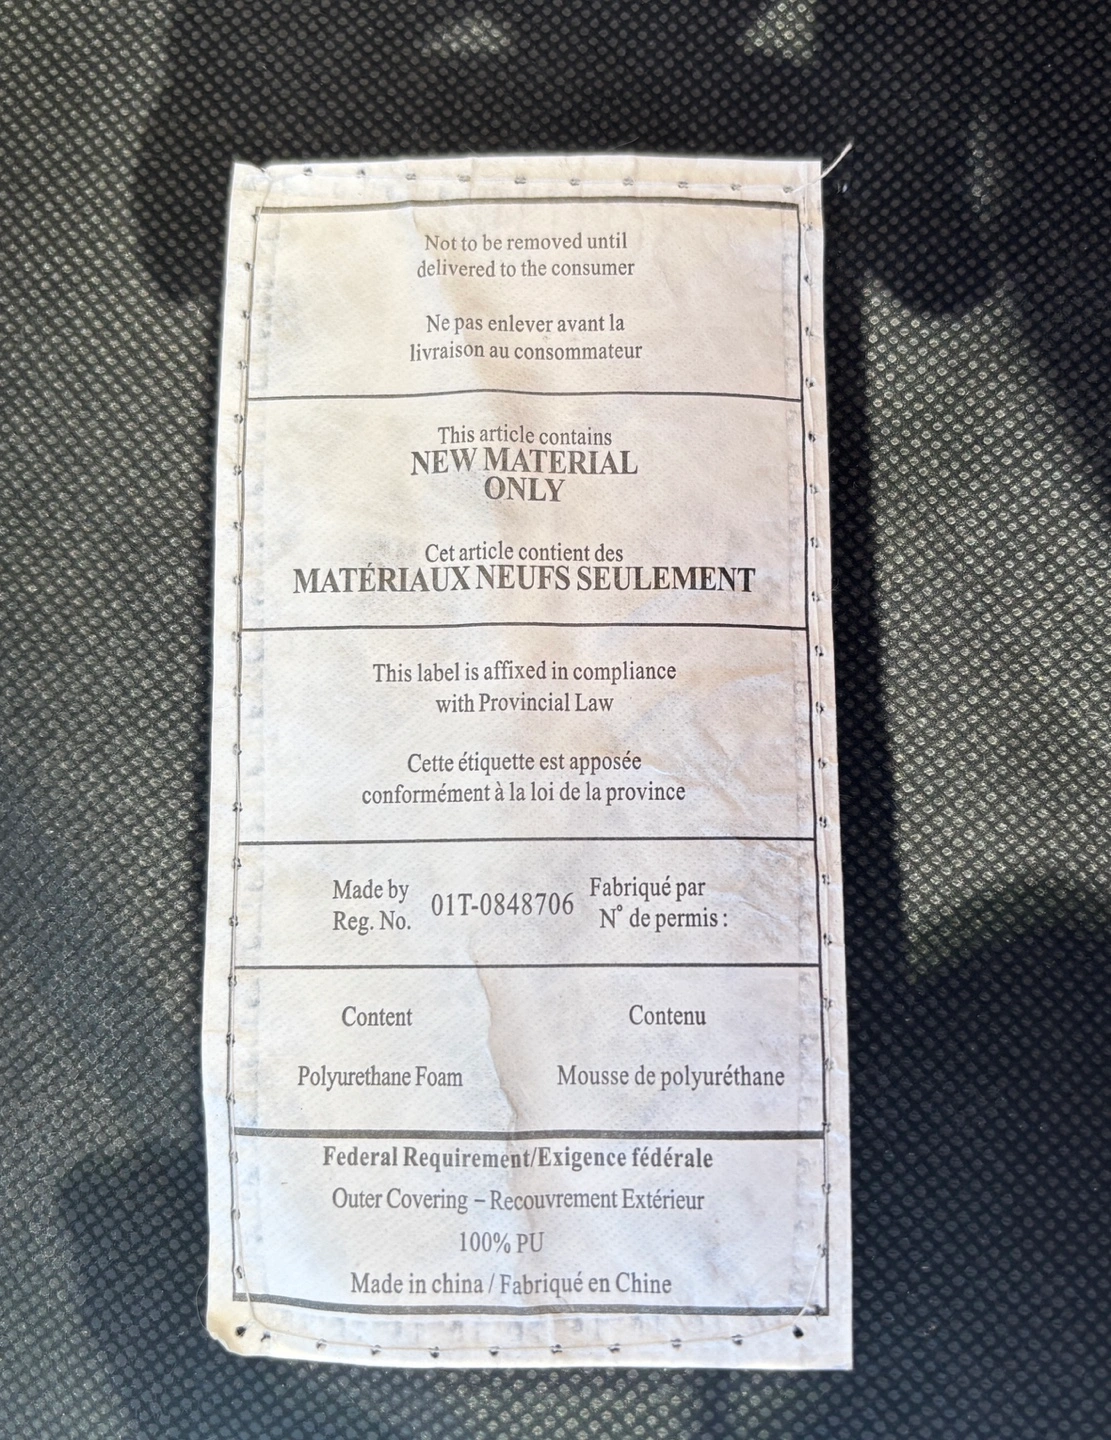 Not to be removed until
delivered to the consumer
Ne pas enlever avant la
livraison au consommateur
This article contains
NEW MATERIAL
ONLY
Cet article contient des
MATÉRIAUX NEUFS SEULEMENT
This label is affixed in compliance
with Provincial Law
Cette étiquette est apposée
conformément à la loi de la province
Made by
Reg. No.
01T-0848706
Fabriqué par
N° de permis :
Content
Contenu
Polyurethane Foam
Mousse de polyuréthane
Federal Requirement/Exigence fédérale
Outer Covering – Recouvrement Extérieur
100% PU
Made in china / Fabriqué en Chine